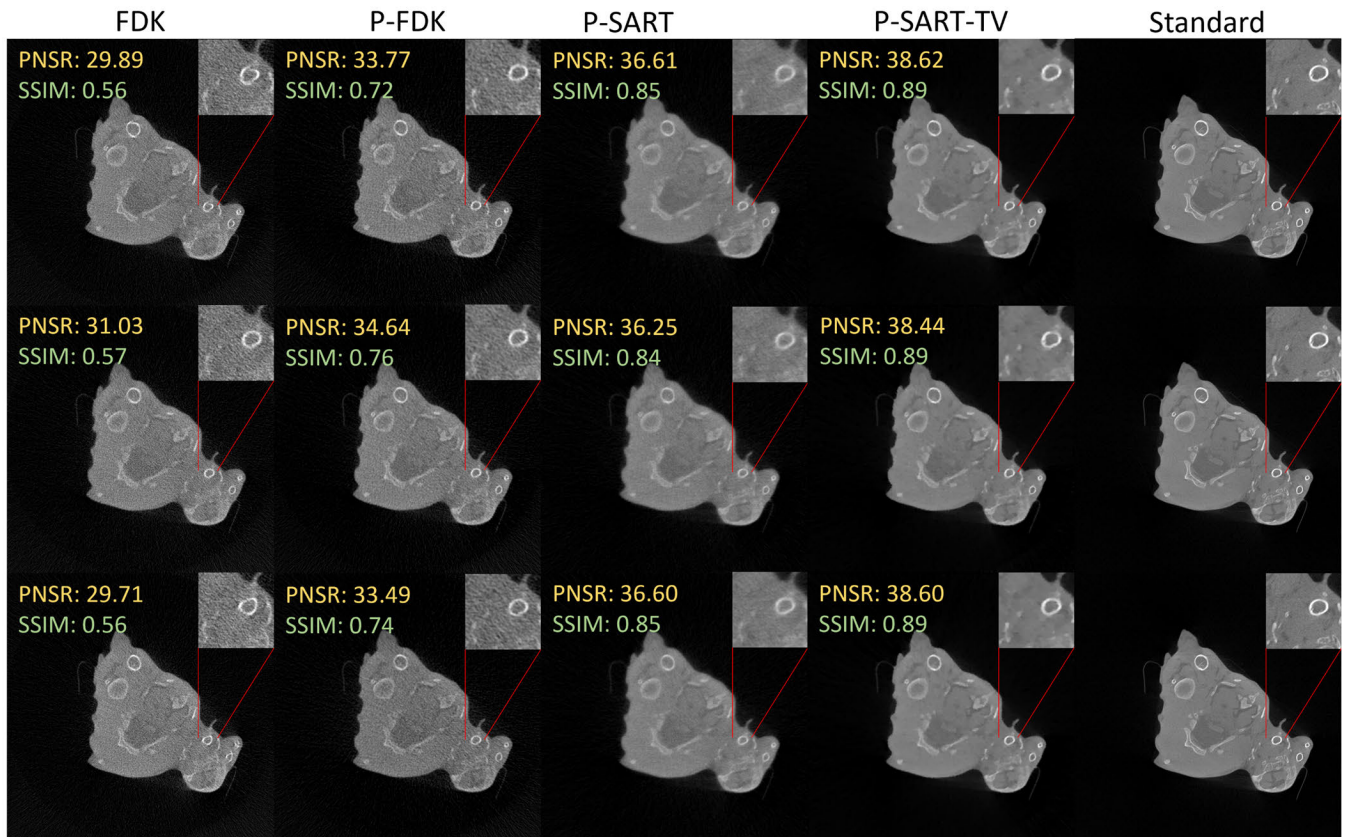 FDK P-FDK P-SART P-SART-TV Standard
PNSR: 29.89 PNSR: 33.77 PNSR: 36.61 PNSR: 38.62
SSIM: 0.56 SSIM: 0.72 SSIM: 0.85 SSIM: 0.89
PNSR: 31.03 PNSR: 34.64 PNSR: 36.25 PNSR: 38.44
SSIM: 0.57 SSIM: 0.76 SSIM: 0.84 SSIM: 0.89
PNSR: 29.71 PNSR: 33.49 PNSR: 36.60 PNSR: 38.60
SSIM: 0.56 SSIM: 0.74 SSIM: 0.85 SSIM: 0.89